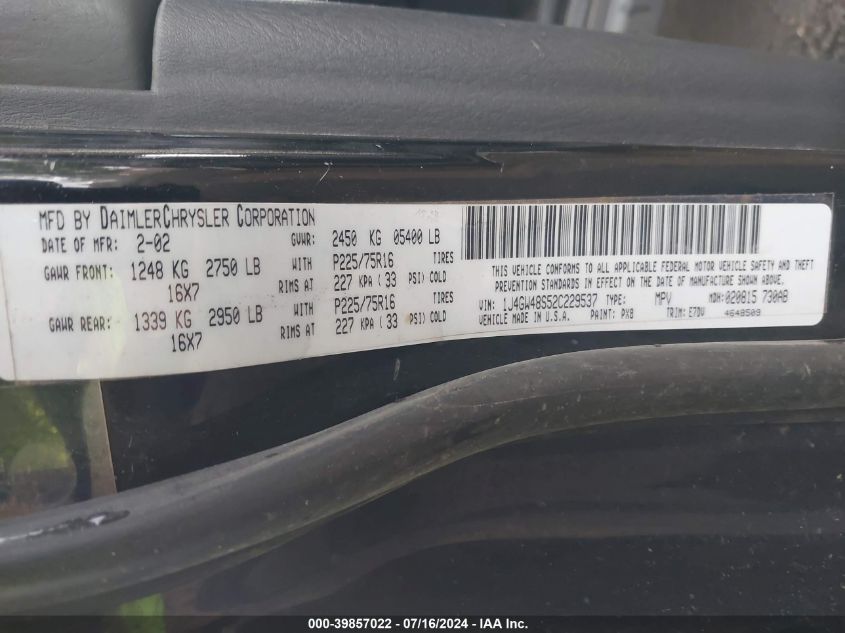 MFD BY DAIMLERCHRYSLER CORPORATION
DATE OF MFR: 2-02 GVWR: 2450 KG 05400 LB
GAWR FRONT: 1248 KG 2750 LB WITH P225/75R16 TIRES
16X7 RIMS AT 227 KPA ( 33 PSI) COLD
GAWR REAR: 1339 KG 2950 LB WITH P225/75R16 TIRES
16X7 RIMS AT 227 KPA ( 33 PSI) COLD
THIS VEHICLE CONFORMS TO ALL APPLICABLE FEDERAL MOTOR VEHICLE SAFETY AND THEFT
PREVENTION STANDARDS IN EFFECT ON THE DATE OF MANUFACTURE SHOWN ABOVE.
VIN: 1J4GW48S52C229537 TYPE: MPV MDH: 020815 730AB
VEHICLE MADE IN U.S.A. PAINT: PX8 TRIM: E7DV 4648509
000-39857022 - 07/16/2024 - IAA Inc.